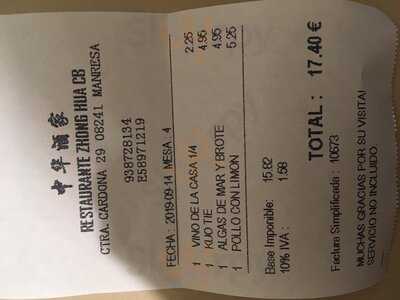 中华酒家
RESTAURANTE ZHONG HUA CB
CTRA. CARDONA 29 08241 MANRESA
938728134
E58971219
FECHA: 2019-09-14 MESA: 4
1 VINO DE LA CASA 1/4 2.25
1 KUO TIE 4.95
1 ALGAS DE MAR Y BROTE 4.95
1 POLLO CON LIMON 5.25
Base Imponible: 15.82
10% IVA: 1.58
TOTAL: 17.40 €
Factura Simplificada: 10673
MUCHAS GRACIAS POR SU VISITA!
SERVICIO NO INCLUIDO.